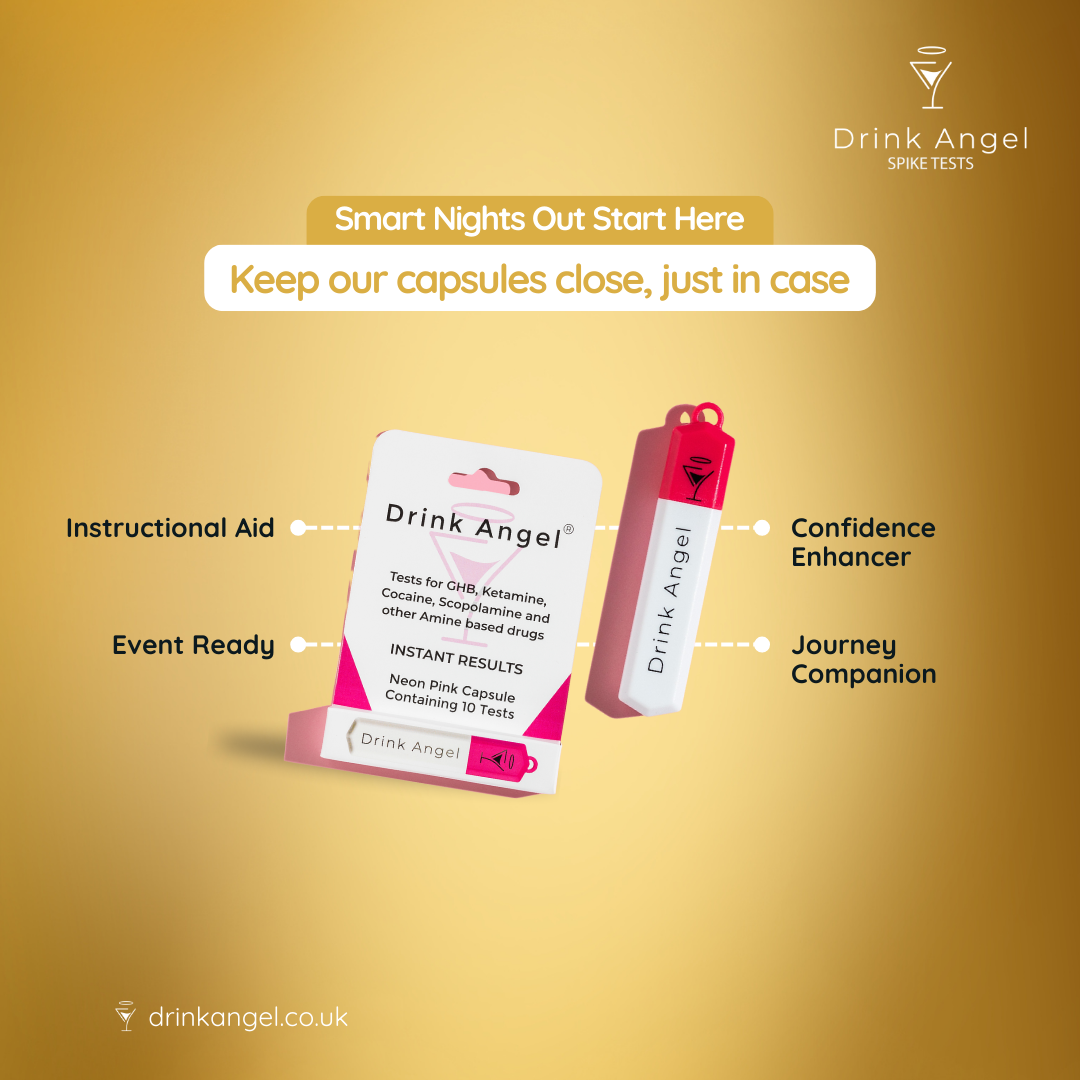 Drink Angel
SPIKE TESTS
Smart Nights Out Start Here
Keep our capsules close, just in case
Instructional Aid
Event Ready
Drink Angel®
Tests for GHB, Ketamine,
Cocaine, Scopolamine and
other Amine based drugs
INSTANT RESULTS
Neon Pink Capsule
Containing 10 Tests
Drink Angel
Drink Angel
Confidence
Enhancer
Journey
Companion
drinkangel.co.uk